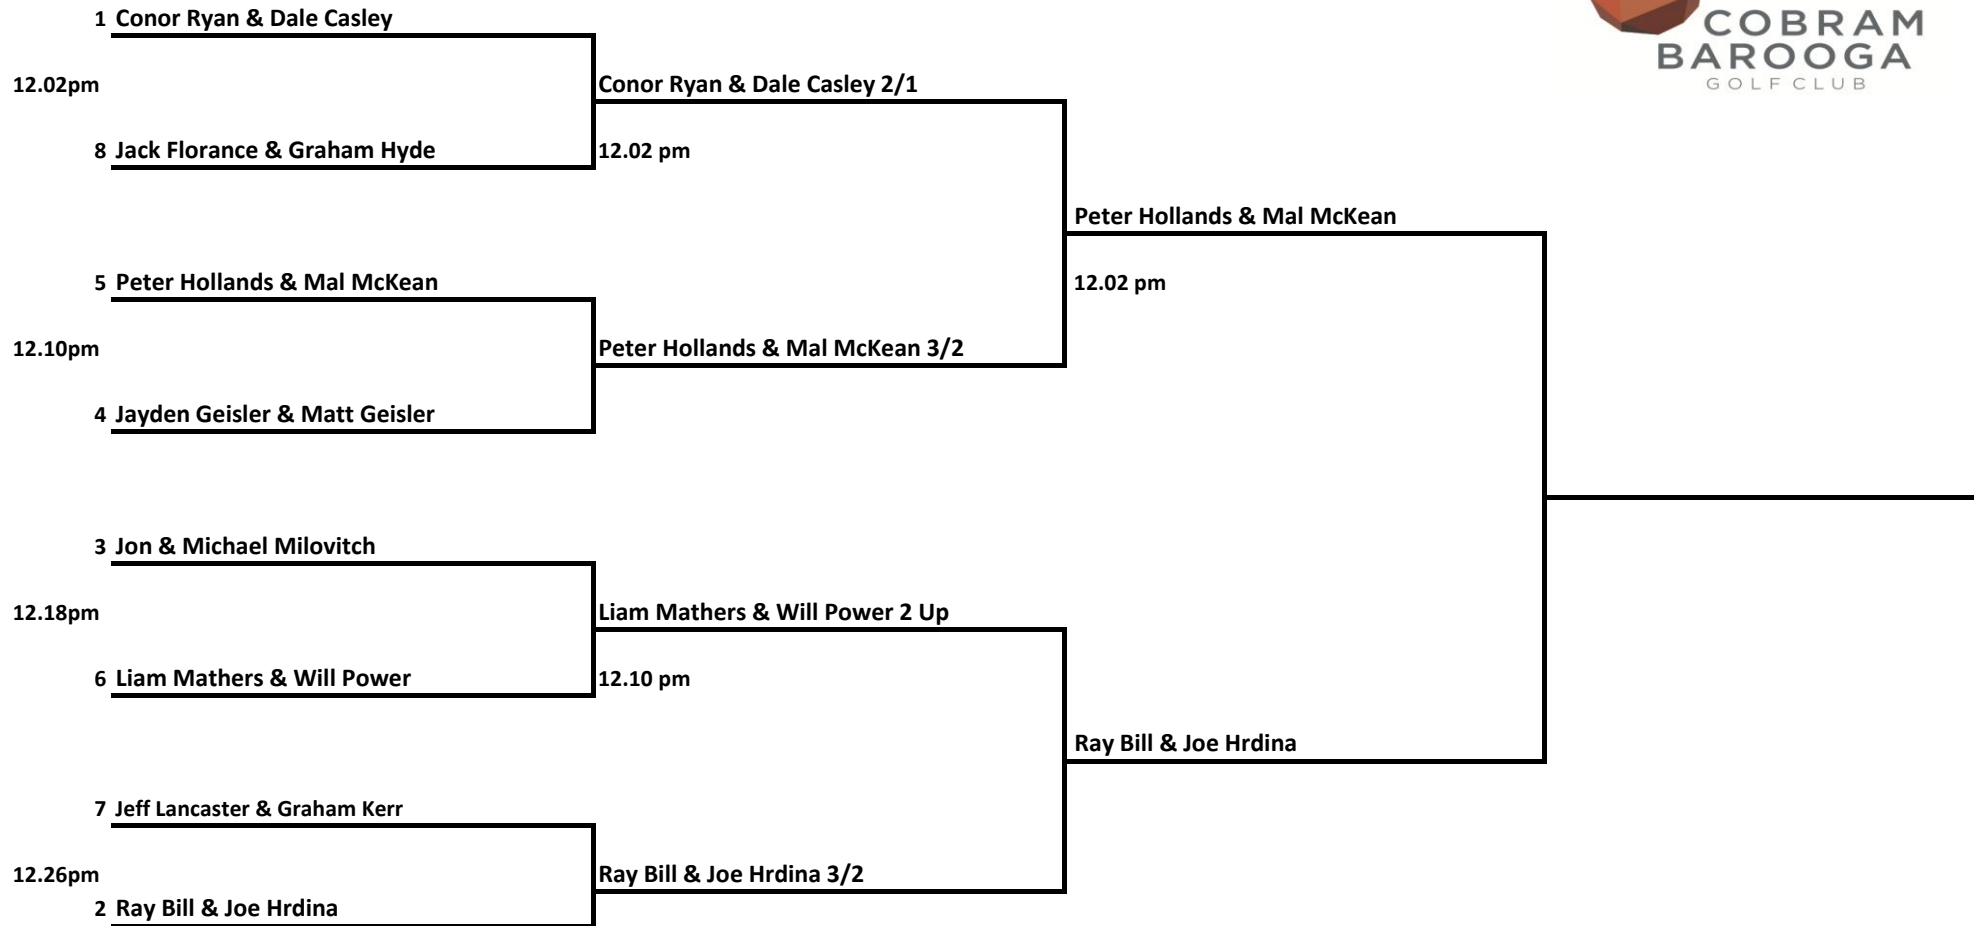 COBRAM
BAROOGA
GOLF CLUB
1 Conor Ryan & Dale Casley
12.02pm
Conor Ryan & Dale Casley 2/1
8 Jack Florance & Graham Hyde
12.02 pm
Peter Hollands & Mal McKean
5 Peter Hollands & Mal McKean
12.02 pm
12.10pm
Peter Hollands & Mal McKean 3/2
4 Jayden Geisler & Matt Geisler
3 Jon & Michael Milovitch
12.18pm
Liam Mathers & Will Power 2 Up
6 Liam Mathers & Will Power
12.10 pm
Ray Bill & Joe Hrdina
7 Jeff Lancaster & Graham Kerr
12.26pm
Ray Bill & Joe Hrdina 3/2
2 Ray Bill & Joe Hrdina